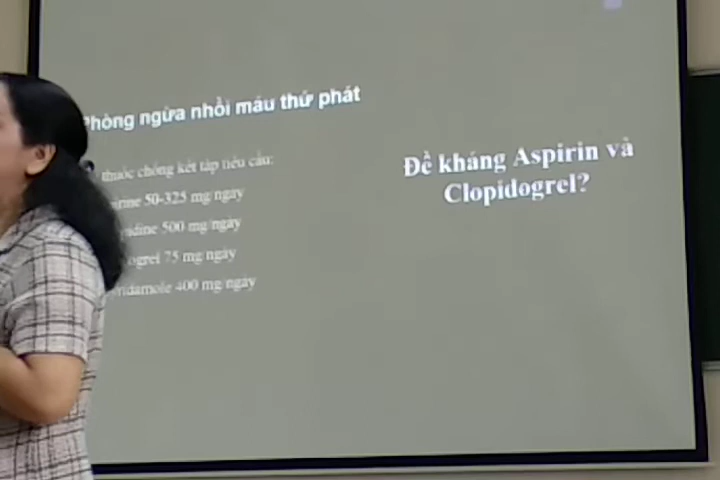 Phòng ngừa nhồi máu thứ phát
thuốc chống kết tập tiểu cầu:
50-325 mg/ngày
500 mg/ngày
75 mg/ngày
400 mg/ngày
Đề kháng Aspirin và
Clopidogrel?